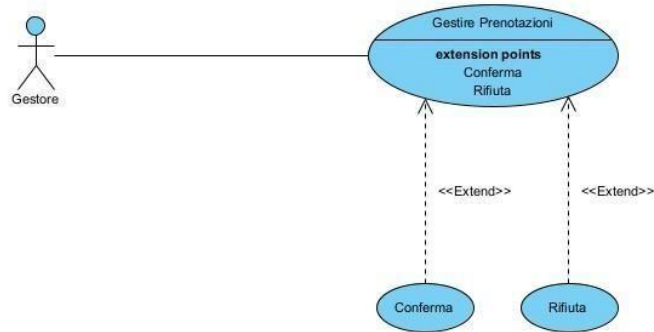 Gestire Prenotazioni
extension points
Conferma
Rifiuta
Gestore
<<Extend>>
<<Extend>>
Conferma
Rifiuta